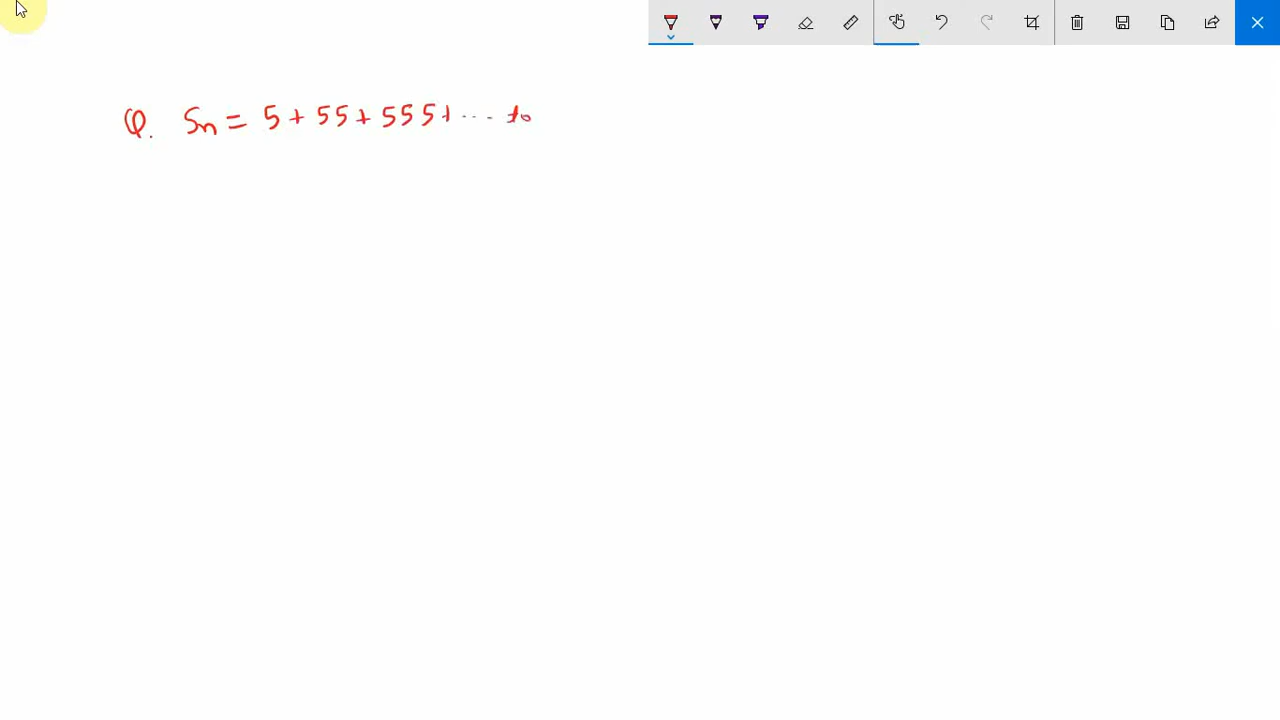 Q. Sn = 5 + 55 + 555 + ... to